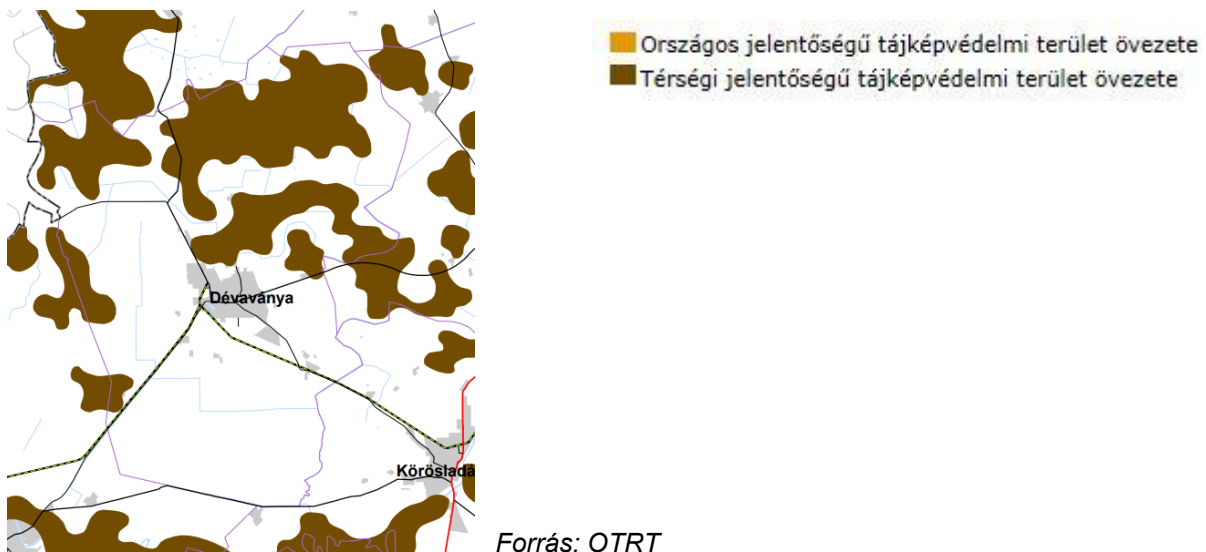 Országos jelentőségű tájképvédelmi terület övezete
Térségi jelentőségű tájképvédelmi terület övezete
Dévaványa
Körösladá
Forrás: OTRT